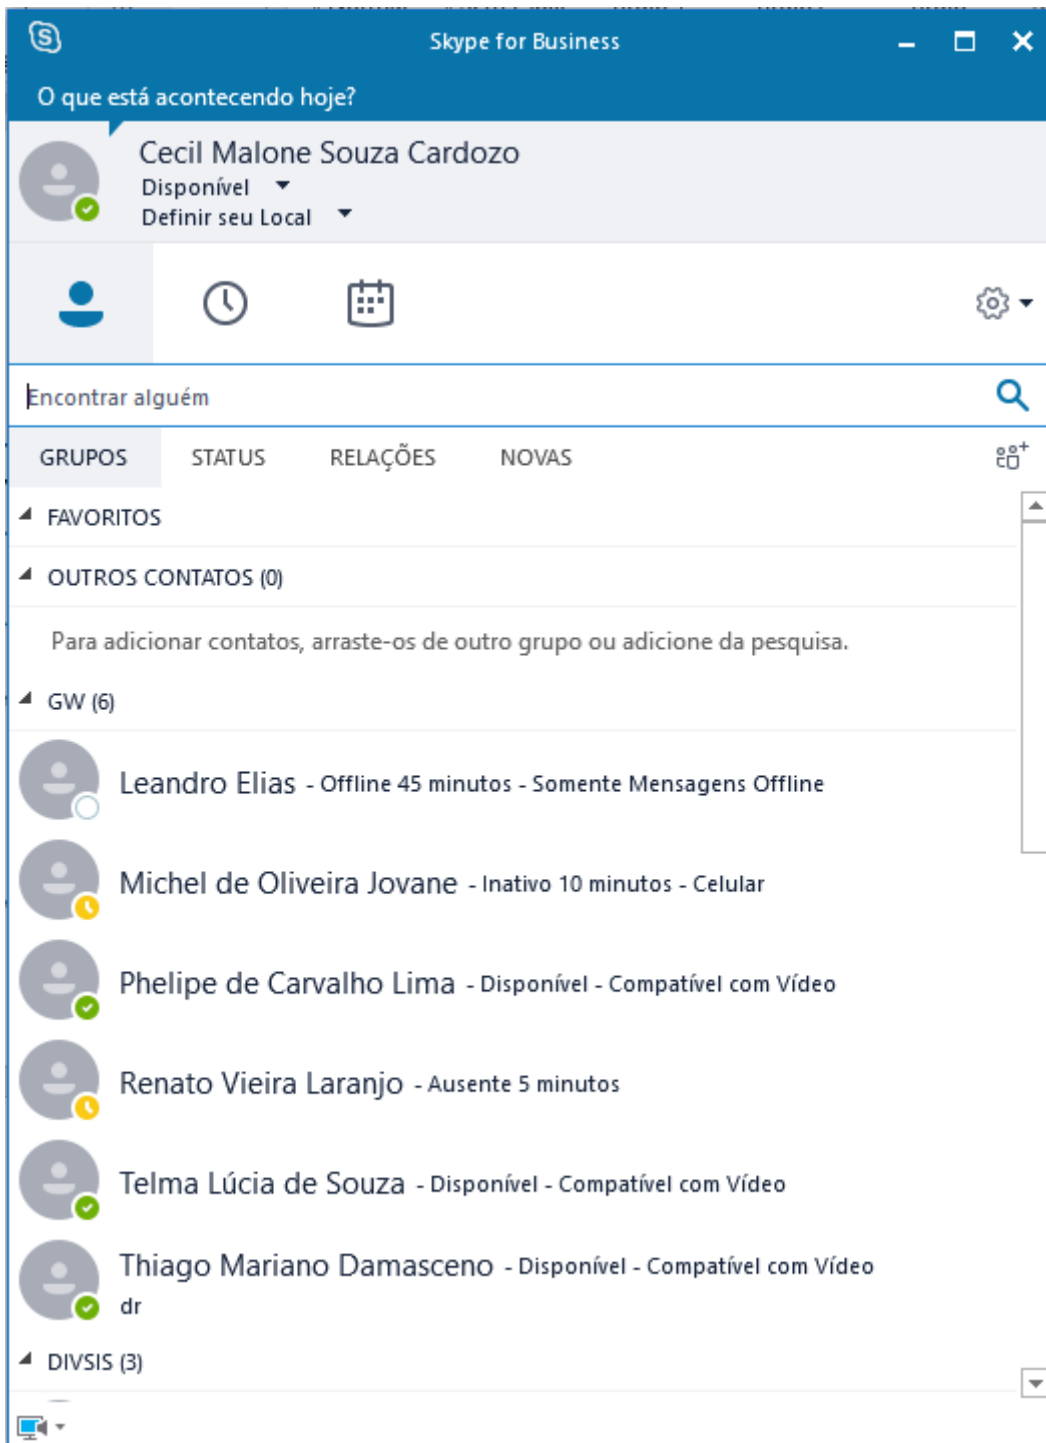 Skype for Business
O que está acontecendo hoje?
Cecil Malone Souza Cardozo
Disponível
Definir seu Local
Encontrar alguém
GRUPOS STATUS RELAÇÕES NOVAS
FAVORITOS
OUTROS CONTATOS (0)
Para adicionar contatos, arraste-os de outro grupo ou adicione da pesquisa.
GW (6)
Leandro Elias - Offline 45 minutos - Somente Mensagens Offline
Michel de Oliveira Jovane - Inativo 10 minutos - Celular
Phelipe de Carvalho Lima - Disponível - Compatível com Vídeo
Renato Vieira Laranjo - Ausente 5 minutos
Telma Lúcia de Souza - Disponível - Compatível com Vídeo
Thiago Mariano Damasceno - Disponível - Compatível com Vídeo
dr
DIVSIS (3)